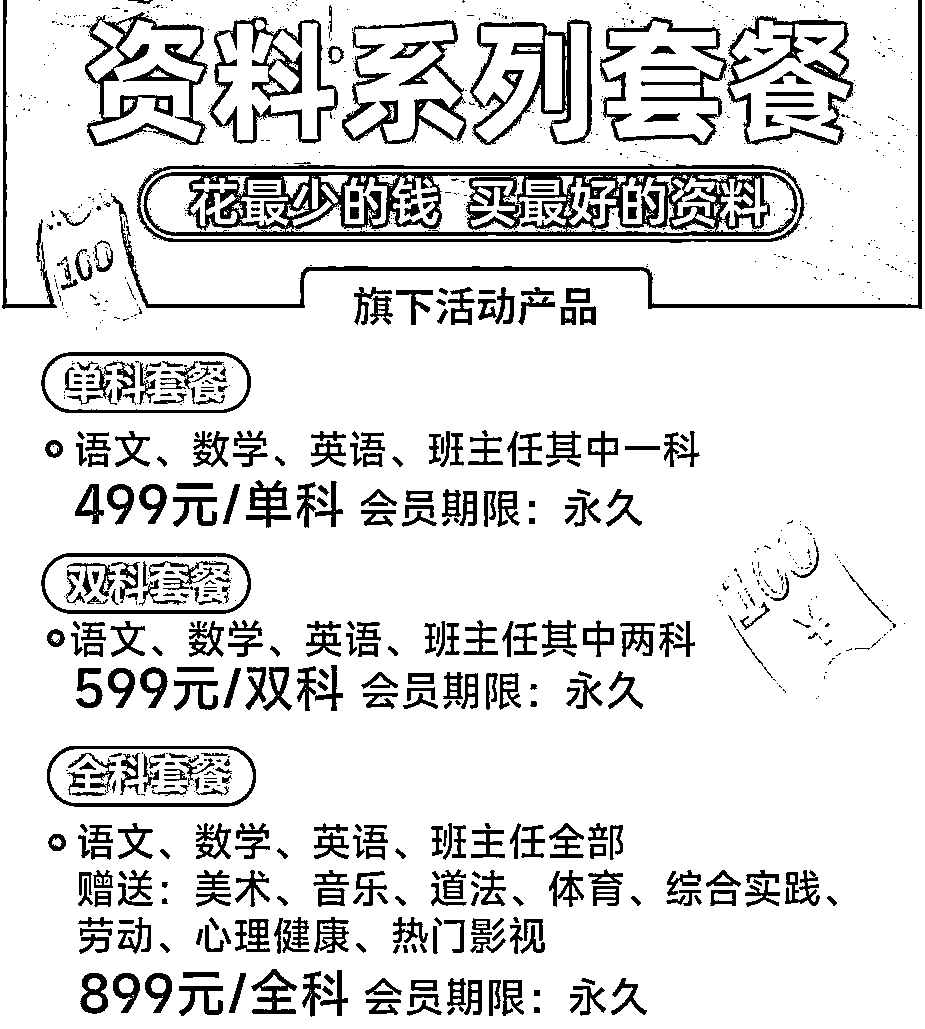 资料系列套餐
花最少的钱 买最好的资料
100
¥
旗下活动产品
单科套餐
语文、数学、英语、班主任其中一科
499元/单科 会员期限：永久
双科套餐
语文、数学、英语、班主任其中两科
599元/双科 会员期限：永久
100
¥
全科套餐
语文、数学、英语、班主任全部
赠送：美术、音乐、道法、体育、综合实践、
劳动、心理健康、热门影视
899元/全科 会员期限：永久